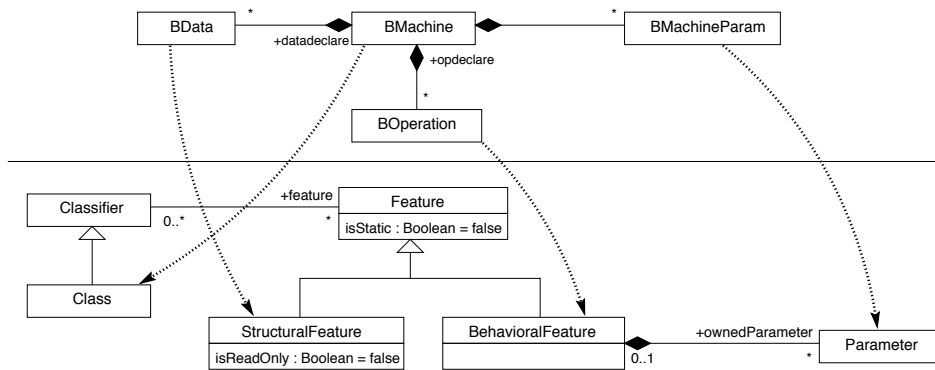 BData
*
+datadeclare
BMachine
*
BMachineParam
+opdeclare
*
BOperation
Classifier
0..*
+feature
*
Feature
isStatic : Boolean = false
Class
StructuralFeature
isReadOnly : Boolean = false
BehavioralFeature
0..1
+ownedParameter
*
Parameter